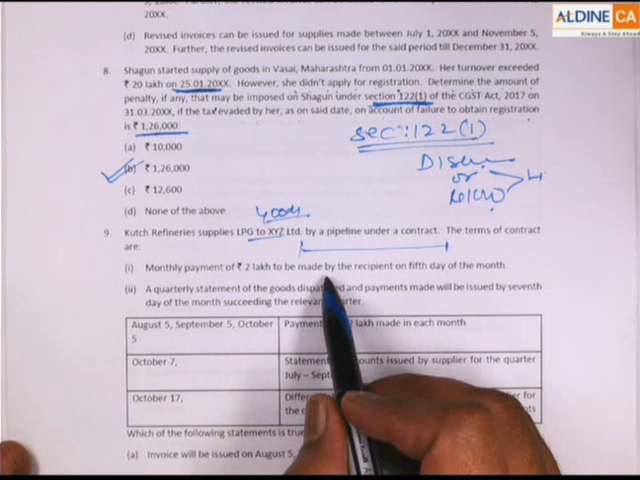 ALDINE CA
Always A Step Ahead
20XX.
(d) Revised invoices can be issued for supplies made between July 1, 20XX and November 5,
20XX. Further, the revised invoices can be issued for the said period till December 31, 20XX.
8. Shagun started supply of goods in Vasai, Maharashtra from 01.01.20XX. Her turnover exceeded
₹ 20 lakh on 25.01.20XX. However, she didn't apply for registration. Determine the amount of
penalty, if any, that may be imposed on Shagun under section 122(1) of the CGST Act, 2017 on
31.03.20XX, if the tax evaded by her, as on said date, on account of failure to obtain registration
is ₹ 1,26,000:
sec:122(1)
(a) ₹ 10,000
(b) ₹ 1,26,000
or
(c) ₹ 12,600
(d) None of the above
goods
9. Kutch Refineries supplies LPG to XYZ Ltd. by a pipeline under a contract. The terms of contract
are:
(i) Monthly payment of ₹ 2 lakh to be made by the recipient on fifth day of the month.
(ii) A quarterly statement of the goods and payments made will be issued by seventh
day of the month succeeding the
August 5, September 5, October 5
lakh made in each month
October 7,
issued by supplier for the quarter
July –
October 17,
for
the
Which of the following statements is
(a) Invoice will be issued on August 5,